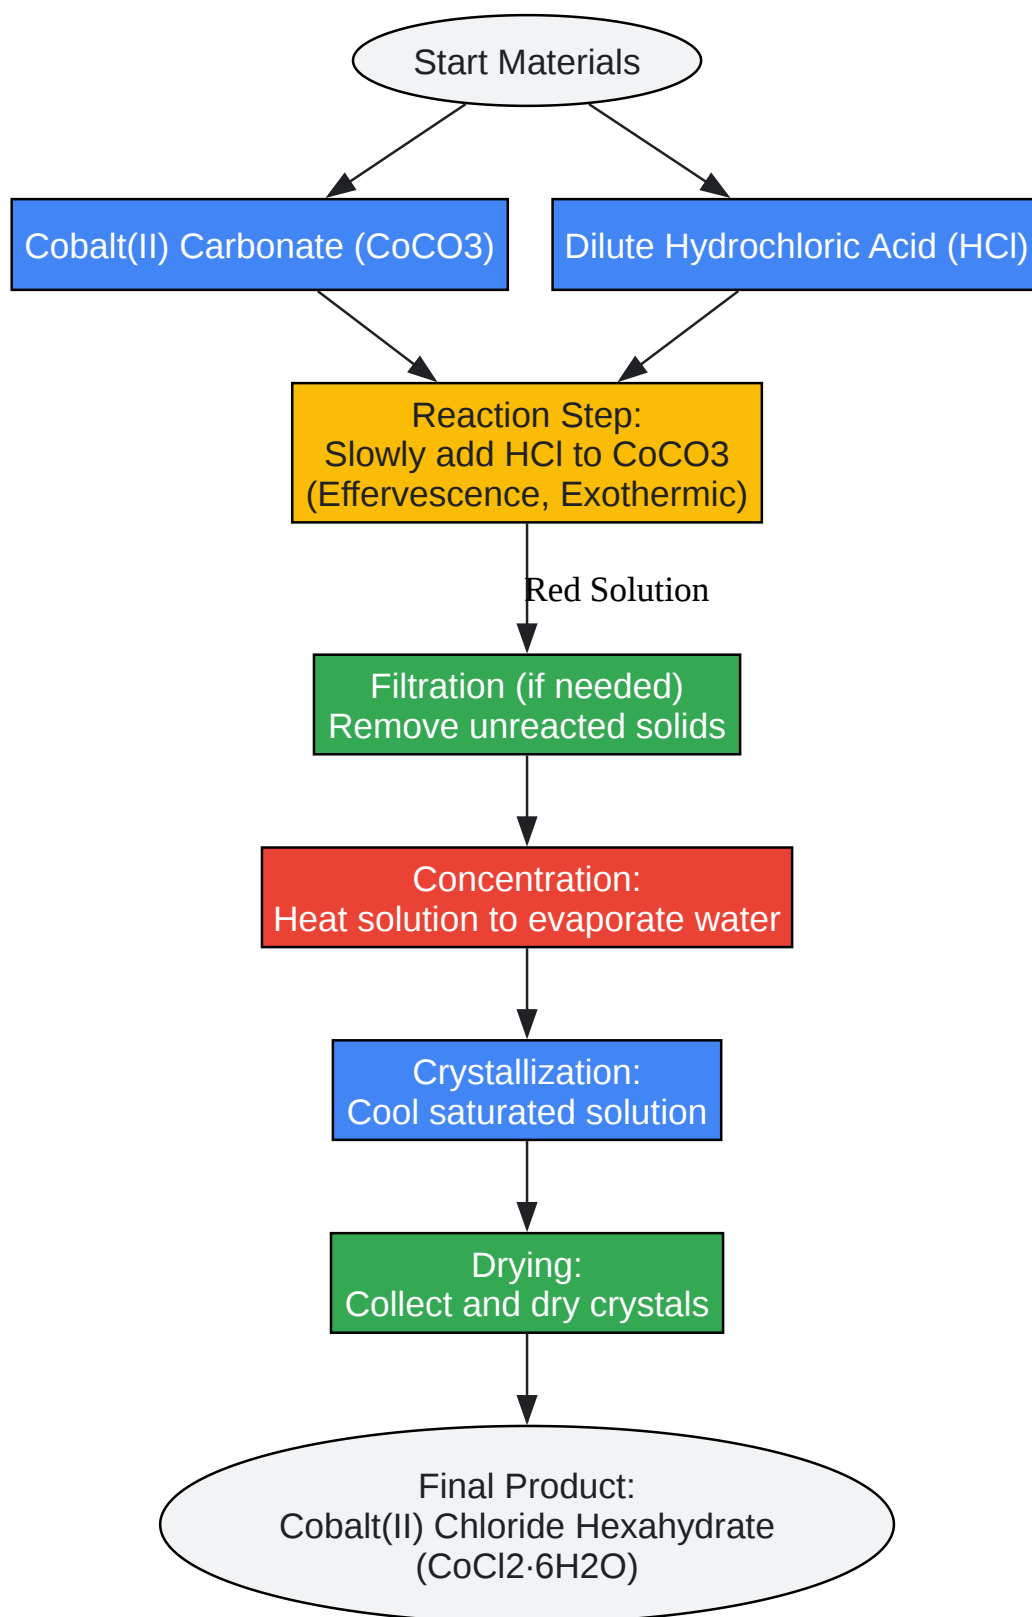 Start Materials
Cobalt(II) Carbonate (CoCO3)
Dilute Hydrochloric Acid (HCl)
Reaction Step:
Slowly add HCl to CoCO3
(Effervescence, Exothermic)
Red Solution
Filtration (if needed)
Remove unreacted solids
Concentration:
Heat solution to evaporate water
Crystallization:
Cool saturated solution
Drying:
Collect and dry crystals
Final Product:
Cobalt(II) Chloride Hexahydrate
(CoCl2·6H2O)